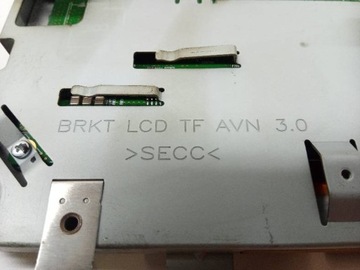 BRKT LCD TF AVN 3.0
>SECC<